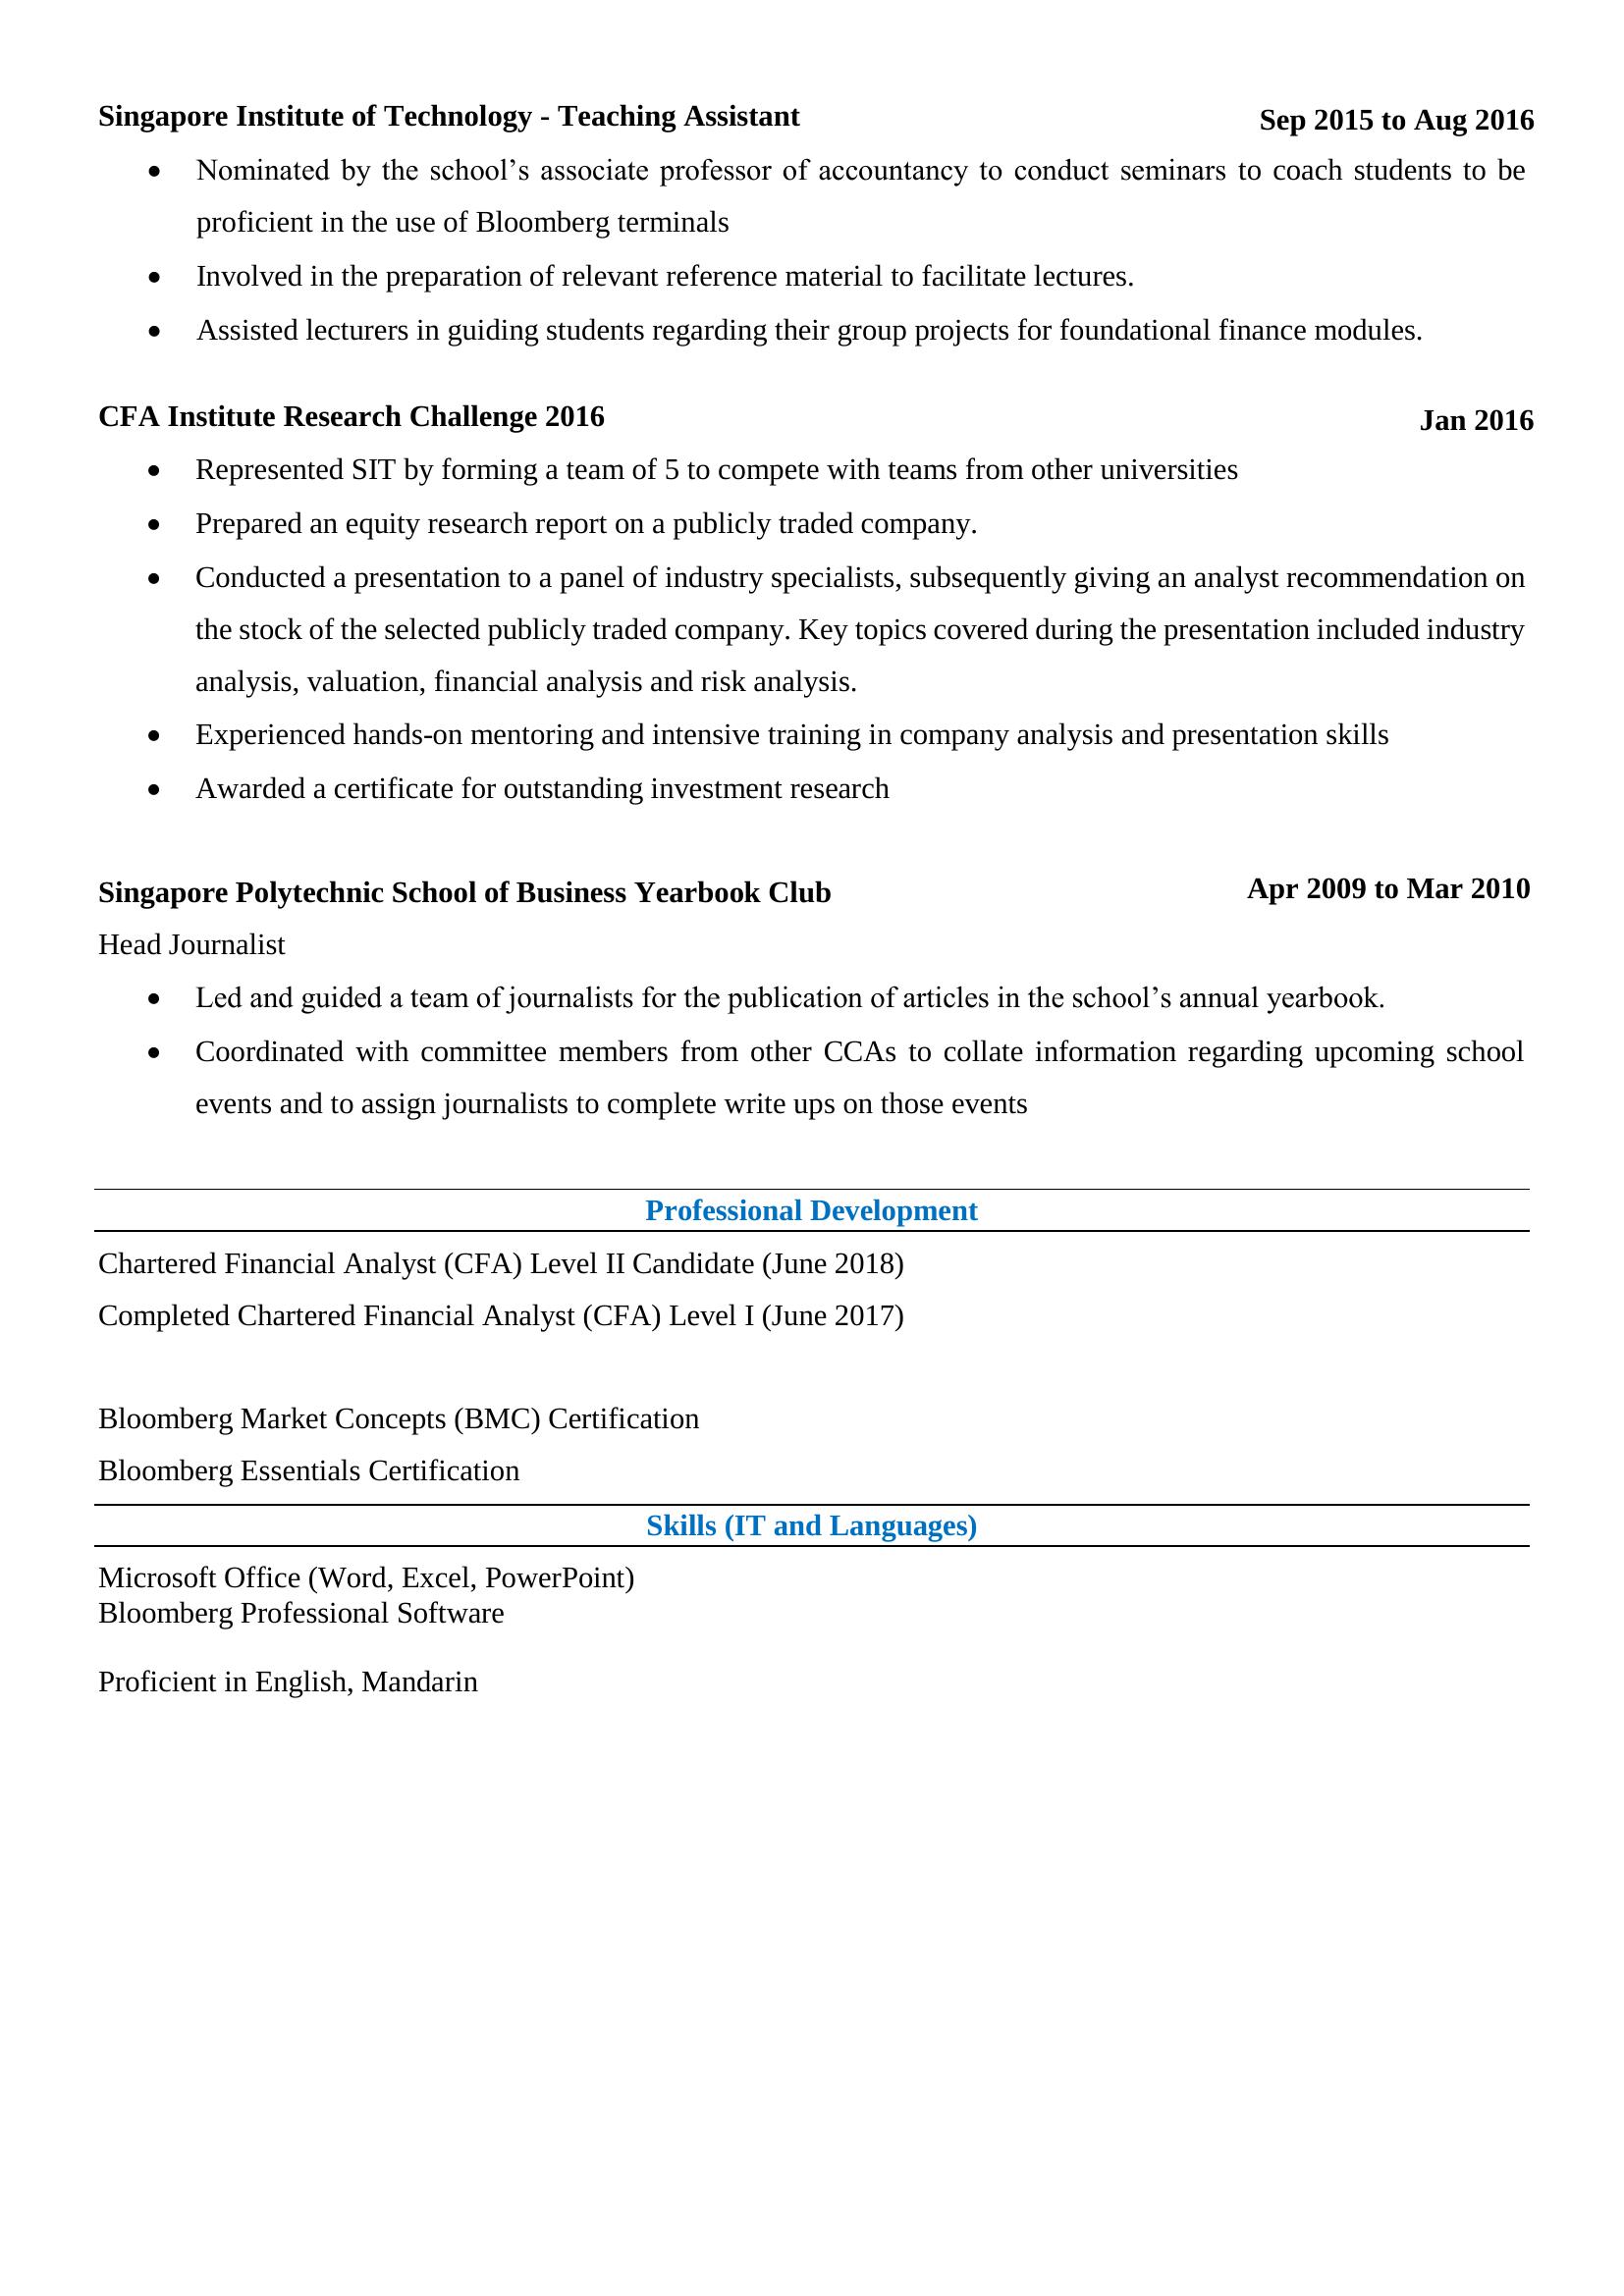 Singapore Institute of Technology - Teaching Assistant Sep 2015 to Aug 2016
• Nominated by the school’s associate professor of accountancy to conduct seminars to coach students to be
proficient in the use of Bloomberg terminals
• Involved in the preparation of relevant reference material to facilitate lectures.
• Assisted lecturers in guiding students regarding their group projects for foundational finance modules.
CFA Institute Research Challenge 2016 Jan 2016
• Represented SIT by forming a team of 5 to compete with teams from other universities
• Prepared an equity research report on a publicly traded company.
• Conducted a presentation to a panel of industry specialists, subsequently giving an analyst recommendation on
the stock of the selected publicly traded company. Key topics covered during the presentation included industry
analysis, valuation, financial analysis and risk analysis.
• Experienced hands-on mentoring and intensive training in company analysis and presentation skills
• Awarded a certificate for outstanding investment research
Singapore Polytechnic School of Business Yearbook Club Apr 2009 to Mar 2010
Head Journalist
• Led and guided a team of journalists for the publication of articles in the school’s annual yearbook.
• Coordinated with committee members from other CCAs to collate information regarding upcoming school
events and to assign journalists to complete write ups on those events
Professional Development
Chartered Financial Analyst (CFA) Level II Candidate (June 2018)
Completed Chartered Financial Analyst (CFA) Level I (June 2017)
Bloomberg Market Concepts (BMC) Certification
Bloomberg Essentials Certification
Skills (IT and Languages)
Microsoft Office (Word, Excel, PowerPoint)
Bloomberg Professional Software
Proficient in English, Mandarin